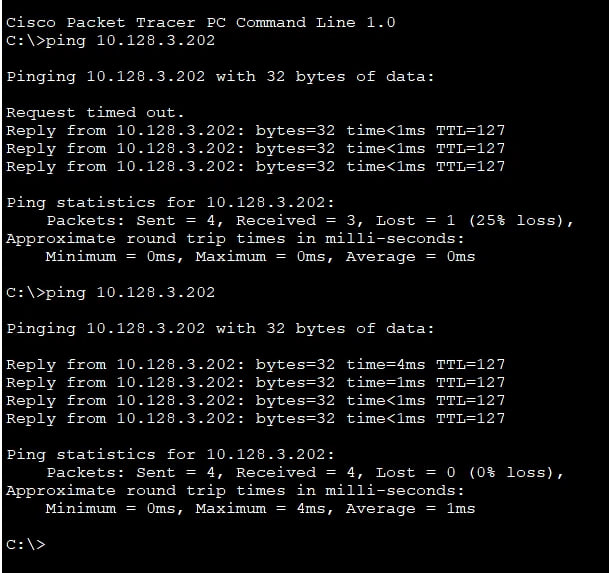 Cisco Packet Tracer PC Command Line 1.0
C:\>ping 10.128.3.202
Pinging 10.128.3.202 with 32 bytes of data:
Request timed out.
Reply from 10.128.3.202: bytes=32 time<1ms TTL=127
Reply from 10.128.3.202: bytes=32 time<1ms TTL=127
Reply from 10.128.3.202: bytes=32 time<1ms TTL=127
Ping statistics for 10.128.3.202:
    Packets: Sent = 4, Received = 3, Lost = 1 (25% loss),
Approximate round trip times in milli-seconds:
    Minimum = 0ms, Maximum = 0ms, Average = 0ms
C:\>ping 10.128.3.202
Pinging 10.128.3.202 with 32 bytes of data:
Reply from 10.128.3.202: bytes=32 time=4ms TTL=127
Reply from 10.128.3.202: bytes=32 time=1ms TTL=127
Reply from 10.128.3.202: bytes=32 time<1ms TTL=127
Reply from 10.128.3.202: bytes=32 time<1ms TTL=127
Ping statistics for 10.128.3.202:
    Packets: Sent = 4, Received = 4, Lost = 0 (0% loss),
Approximate round trip times in milli-seconds:
    Minimum = 0ms, Maximum = 4ms, Average = 1ms
C:\>